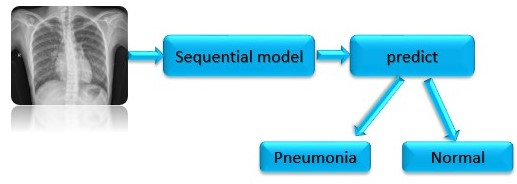 Sequential model
predict
Pneumonia
Normal